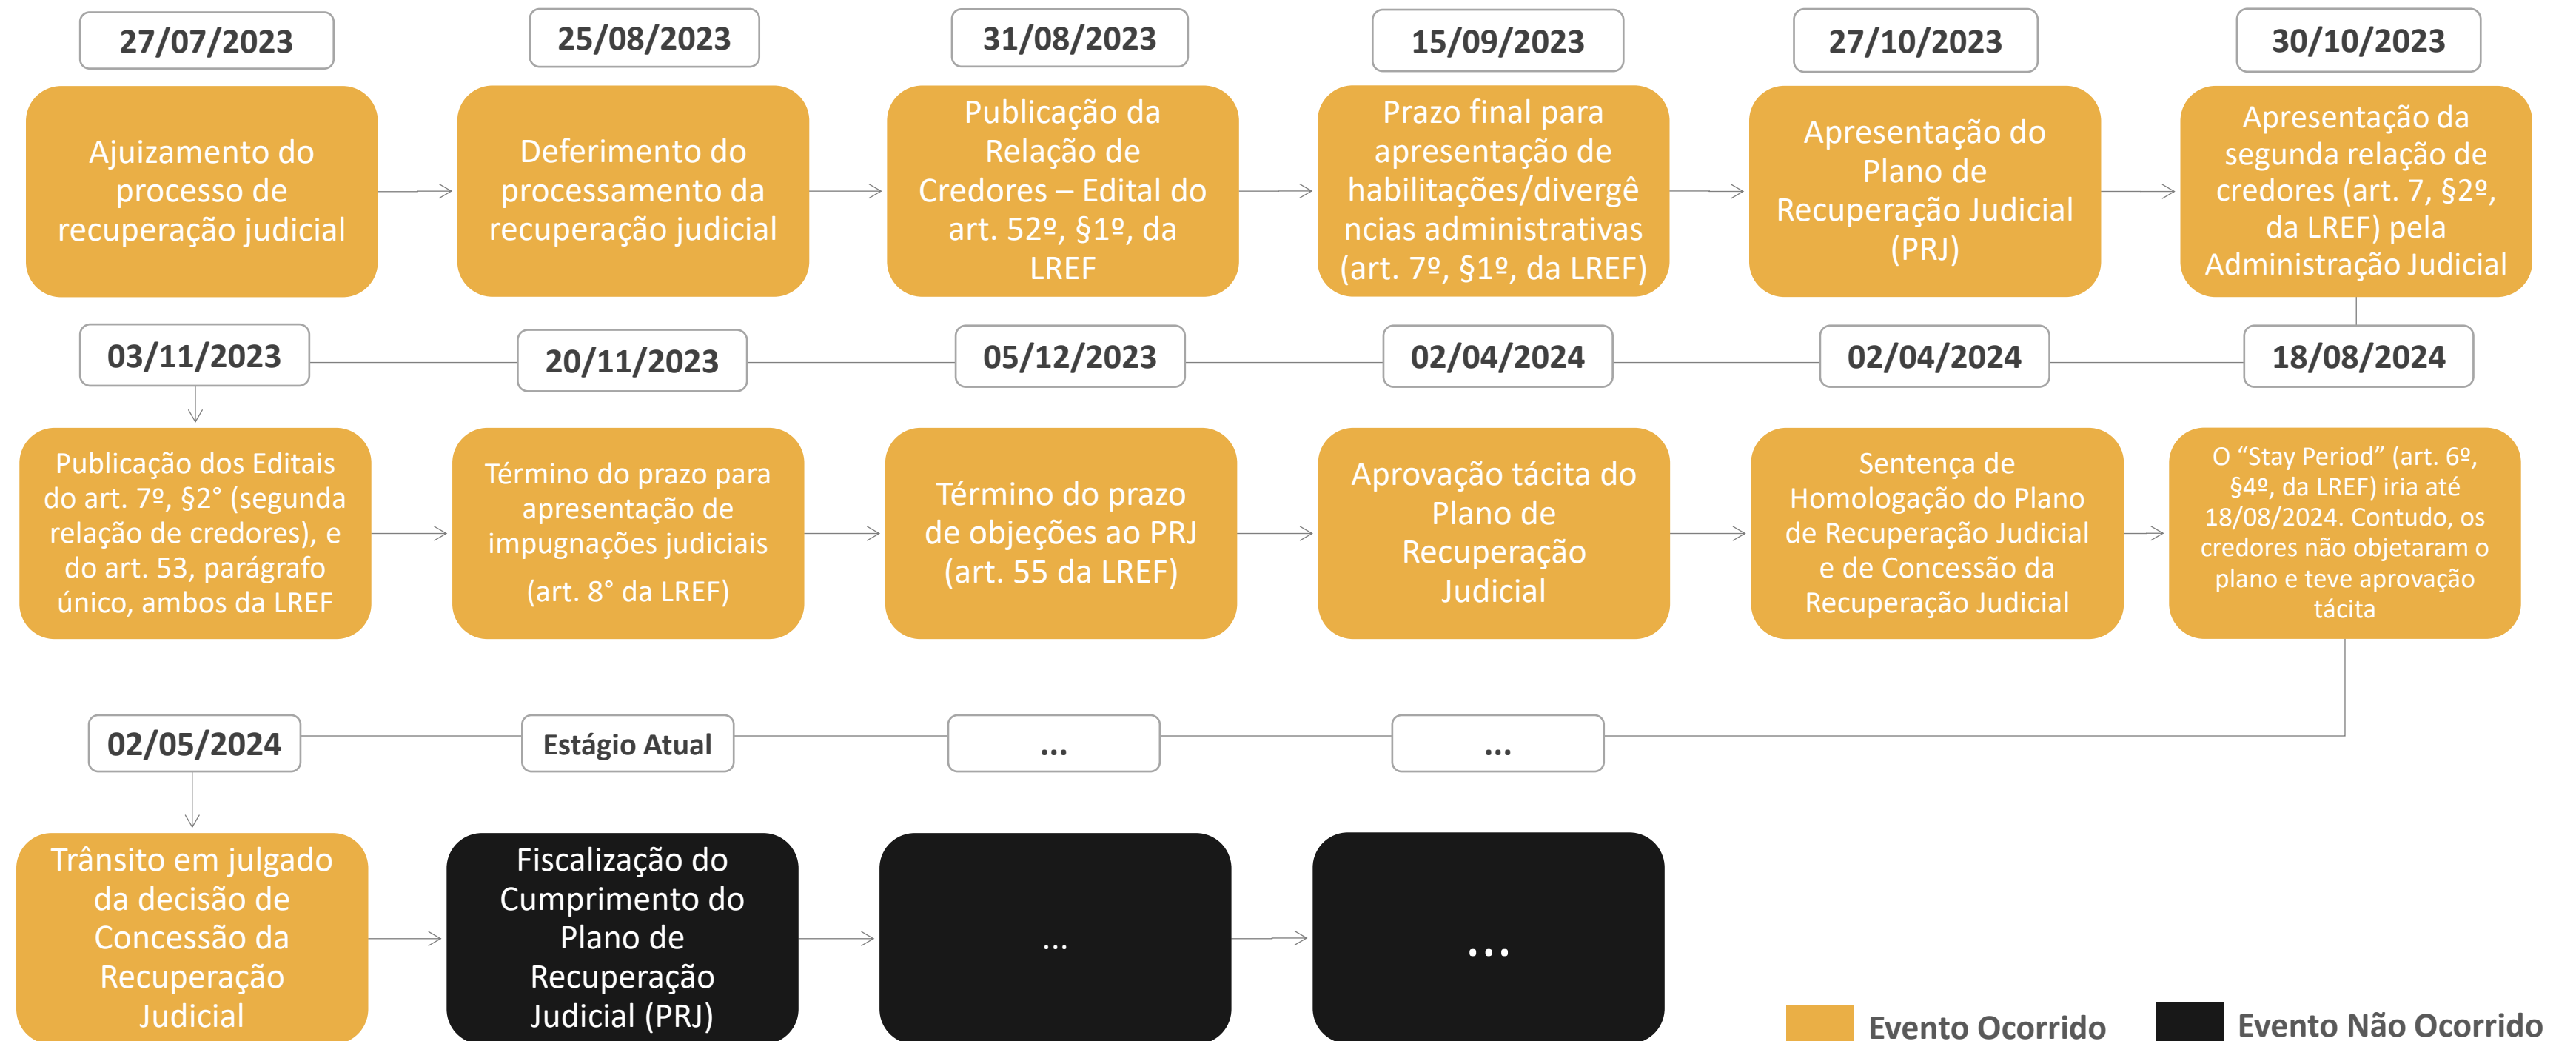 27/07/2023
25/08/2023
31/08/2023
15/09/2023
27/10/2023
30/10/2023
Ajuizamento do
processo de
recuperação judicial
Deferimento do
processamento da
recuperação judicial
Publicação da
Relação de
Credores – Edital do
art. 52º, §1º, da
LREF
Prazo final para
apresentação de
habilitações/divergê
ncias administrativas
(art. 7º, §1º, da LREF)
Apresentação do
Plano de
Recuperação Judicial
(PRJ)
Apresentação da
segunda relação de
credores (art. 7, §2º,
da LREF) pela
Administração Judicial
03/11/2023
20/11/2023
05/12/2023
02/04/2024
02/04/2024
18/08/2024
Publicação dos Editais
do art. 7º, §2° (segunda
relação de credores), e
do art. 53, parágrafo
único, ambos da LREF
Término do prazo para
apresentação de
impugnações judiciais
(art. 8° da LREF)
Término do prazo
de objeções ao PRJ
(art. 55 da LREF)
Aprovação tácita do
Plano de
Recuperação
Judicial
Sentença de
Homologação do Plano
de Recuperação Judicial
e de Concessão da
Recuperação Judicial
O “Stay Period” (art. 6º,
§4º, da LREF) iria até
18/08/2024. Contudo, os
credores não objetaram o
plano e teve aprovação
tácita
02/05/2024
Estágio Atual
...
...
Trânsito em julgado
da decisão de
Concessão da
Recuperação
Judicial
Fiscalização do
Cumprimento do
Plano de
Recuperação
Judicial (PRJ)
...
...
Evento Ocorrido
Evento Não Ocorrido